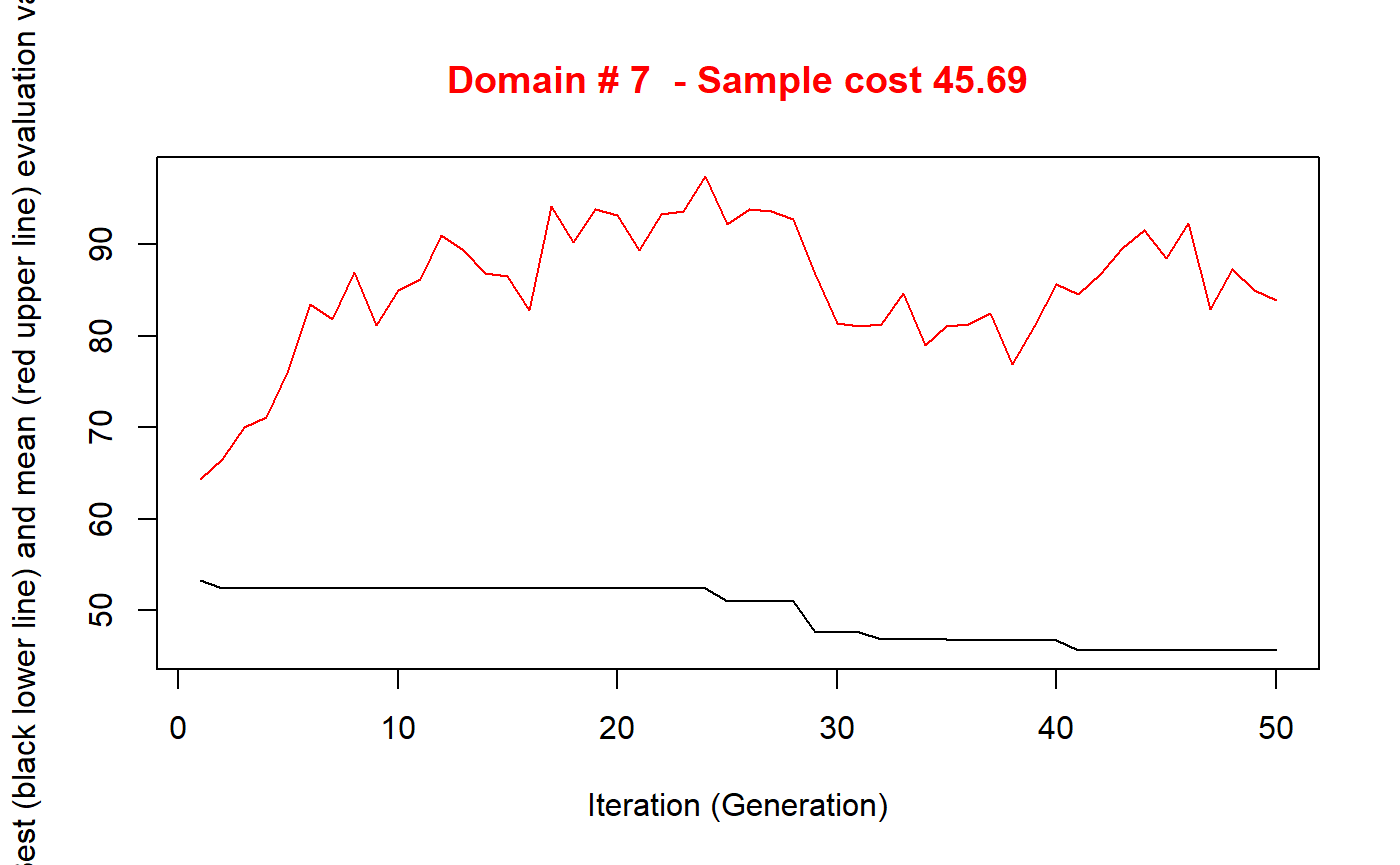 Domain # 7  - Sample cost 45.69
est (black lower line) and mean (red upper line) evaluation
90
80
70
60
50
0 10 20 30 40 50
Iteration (Generation)